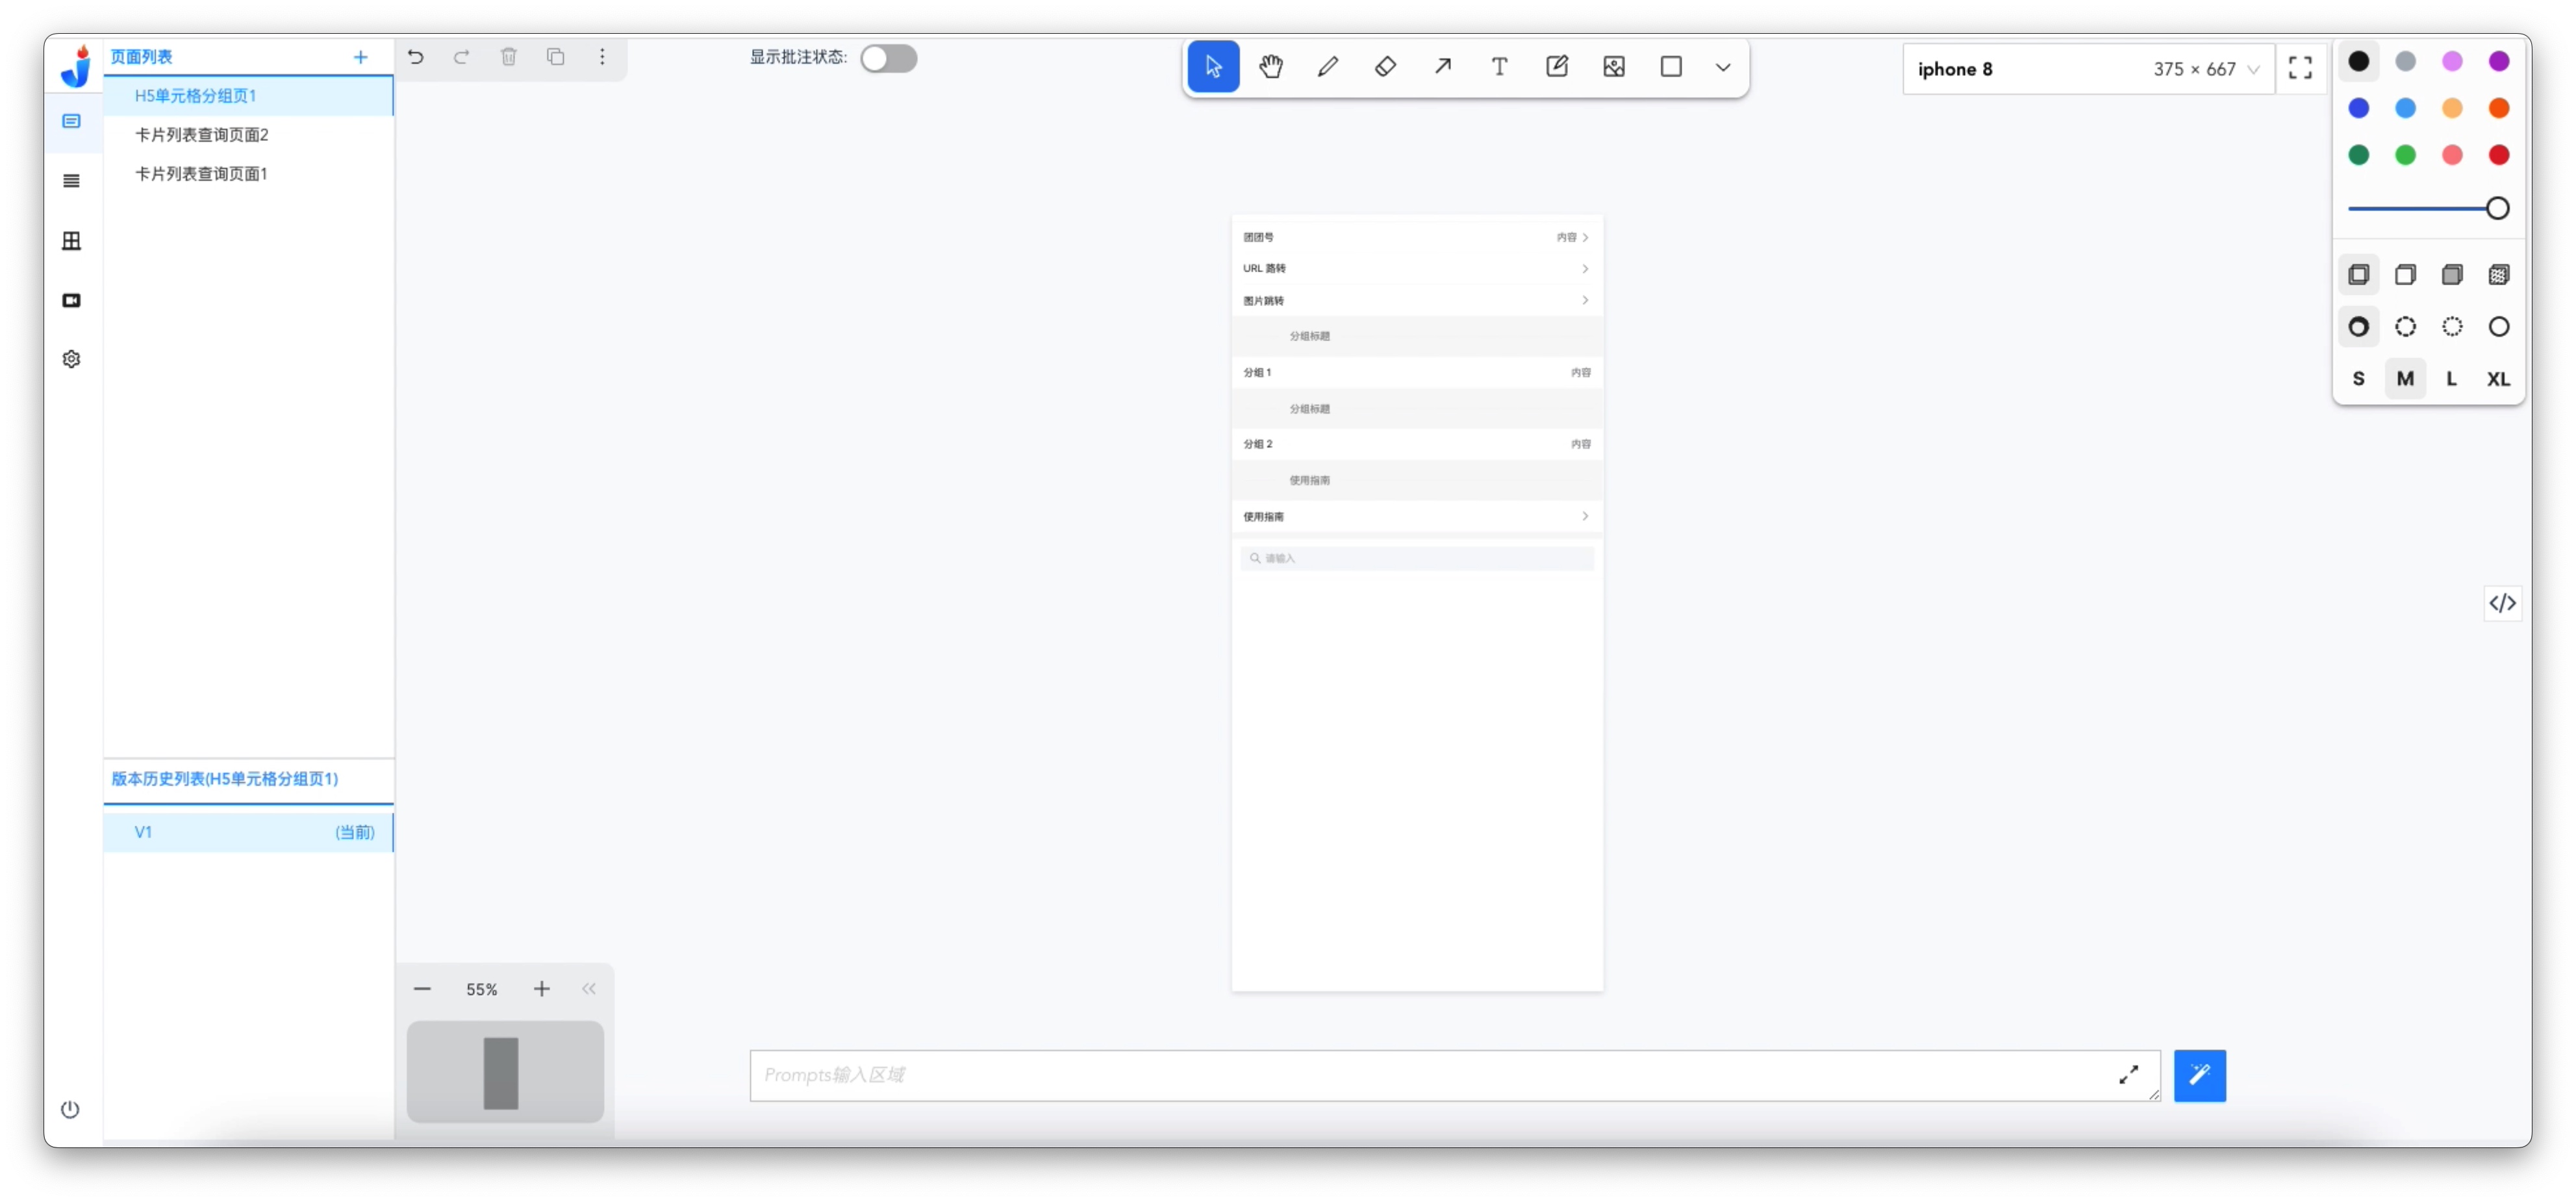 页面列表
H5单元格分组页1
卡片列表查询页面2
卡片列表查询页面1
版本历史列表(H5单元格分组页1)
V1 (当前)
显示批注状态:
T
iphone 8 375 × 667
S M L XL
团团号 内容
URL 路转
图片跳转
分组标题
分组 1 内容
分组标题
分组 2 内容
使用指南
使用指南
请输入
55%
Prompts输入区域